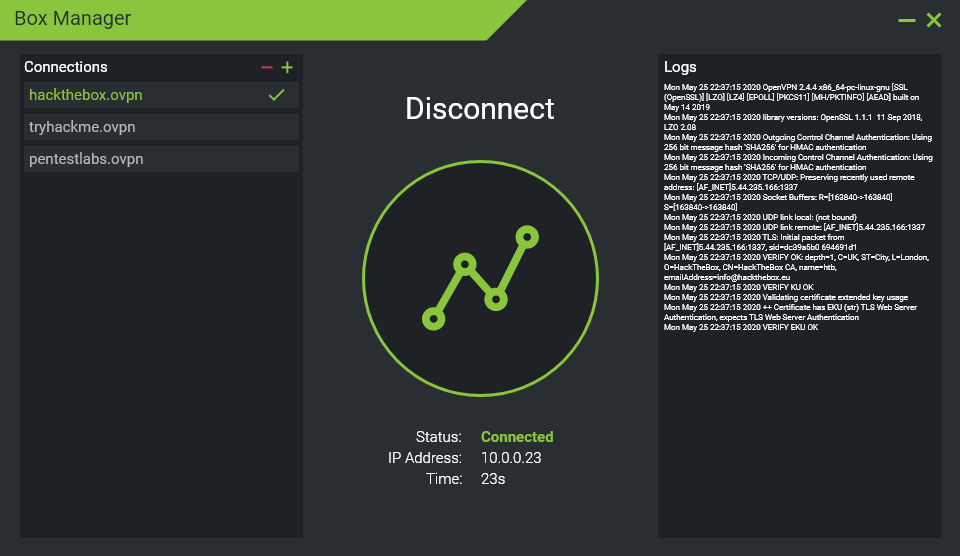 Box Manager
Connections
hackthebox.ovpn
tryhackme.ovpn
pentestlabs.ovpn
Disconnect
Status: Connected
IP Address: 10.0.0.23
Time: 23s
Logs
Mon May 25 22:37:15 2020 OpenVPN 2.4.4 x86_64-pc-linux-gnu [SSL
(OpenSSL)] [LZO] [LZ4] [EPOLL] [PKCS11] [MH/PKTINFO] [AEAD] built on
May 14 2019
Mon May 25 22:37:15 2020 library versions: OpenSSL 1.1.1  11 Sep 2018,
LZO 2.08
Mon May 25 22:37:15 2020 Outgoing Control Channel Authentication: Using
256 bit message hash 'SHA256' for HMAC authentication
Mon May 25 22:37:15 2020 Incoming Control Channel Authentication: Using
256 bit message hash 'SHA256' for HMAC authentication
Mon May 25 22:37:15 2020 TCP/UDP: Preserving recently used remote
address: [AF_INET]5.44.235.166:1337
Mon May 25 22:37:15 2020 Socket Buffers: R=[163840->163840]
S=[163840->163840]
Mon May 25 22:37:15 2020 UDP link local: (not bound)
Mon May 25 22:37:15 2020 UDP link remote: [AF_INET]5.44.235.166:1337
Mon May 25 22:37:15 2020 TLS: Initial packet from
[AF_INET]5.44.235.166:1337, sid=dc39a5b0 694691d1
Mon May 25 22:37:15 2020 VERIFY OK: depth=1, C=UK, ST=City, L=London,
O=HackTheBox, CN=HackTheBox CA, name=htb,
emailAddress=info@hackthebox.eu
Mon May 25 22:37:15 2020 VERIFY KU OK
Mon May 25 22:37:15 2020 Validating certificate extended key usage
Mon May 25 22:37:15 2020 ++ Certificate has EKU (str) TLS Web Server
Authentication, expects TLS Web Server Authentication
Mon May 25 22:37:15 2020 VERIFY EKU OK